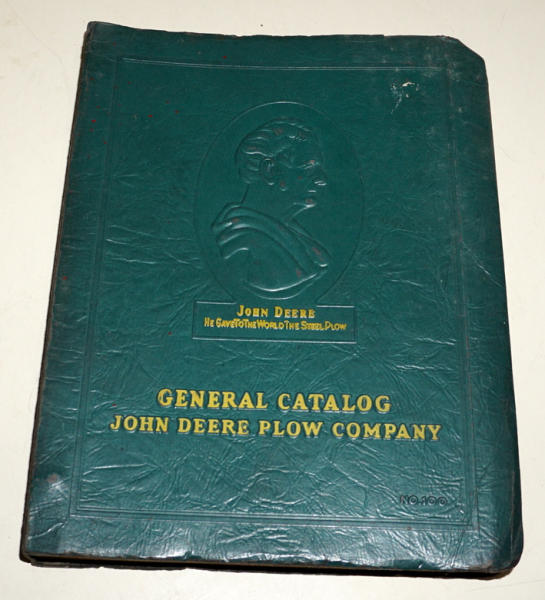 JOHN DEERE
HE GAVE TO THE WORLD THE STEEL PLOW
GENERAL CATALOG
JOHN DEERE PLOW COMPANY
NO. 100